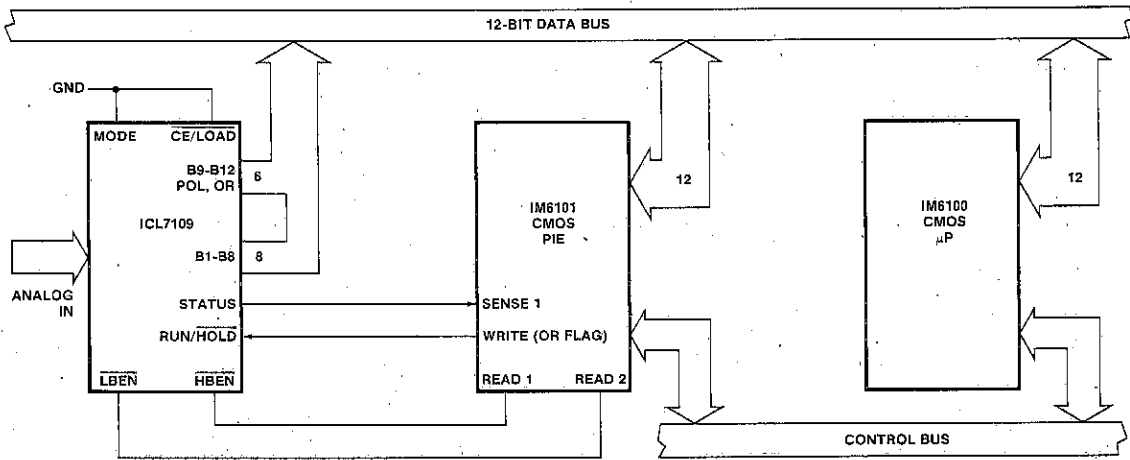 12-BIT DATA BUS
GND
MODE
CE/LOAD
B9-B12
POL, OR
6
ICL7109
B1-B8
8
ANALOG
IN
STATUS
RUN/HOLD
LBEN
HBEN
IM6101
CMOS
PIE
12
SENSE 1
WRITE (OR FLAG)
READ 1
READ 2
IM6100
CMOS
μP
12
CONTROL BUS